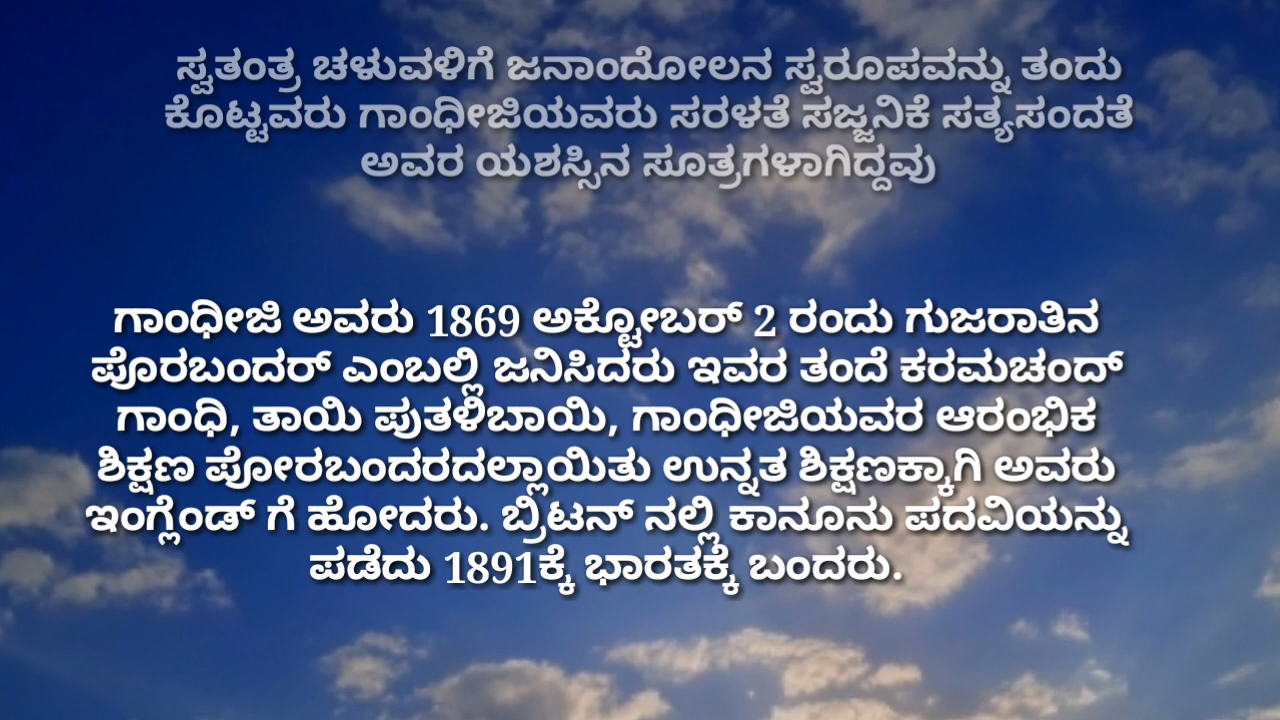 ಸ್ವತಂತ್ರ ಚಳುವಳಿಗೆ ಜನಾಂದೋಲನ ಸ್ವರೂಪವನ್ನು ತಂದು
ಕೊಟ್ಟವರು ಗಾಂಧೀಜಿಯವರು ಸರಳತೆ ಸಜ್ಜನಿಕೆ ಸತ್ಯಸಂದತೆ
ಅವರ ಯಶಸ್ಸಿನ ಸೂತ್ರಗಳಾಗಿದ್ದವು
ಗಾಂಧೀಜಿ ಅವರು 1869 ಅಕ್ಟೋಬರ್ 2 ರಂದು ಗುಜರಾತಿನ
ಪೊರಬಂದರ್ ಎಂಬಲ್ಲಿ ಜನಿಸಿದರು ಇವರ ತಂದೆ ಕರಮಚಂದ್
ಗಾಂಧಿ, ತಾಯಿ ಪುತಳಿಬಾಯಿ, ಗಾಂಧೀಜಿಯವರ ಆರಂಭಿಕ
ಶಿಕ್ಷಣ ಪೋರಬಂದರದಲ್ಲಾಯಿತು ಉನ್ನತ ಶಿಕ್ಷಣಕ್ಕಾಗಿ ಅವರು
ಇಂಗ್ಲೆಂಡ್ ಗೆ ಹೋದರು. ಬ್ರಿಟನ್ ನಲ್ಲಿ ಕಾನೂನು ಪದವಿಯನ್ನು
ಪಡೆದು 1891ಕ್ಕೆ ಭಾರತಕ್ಕೆ ಬಂದರು.